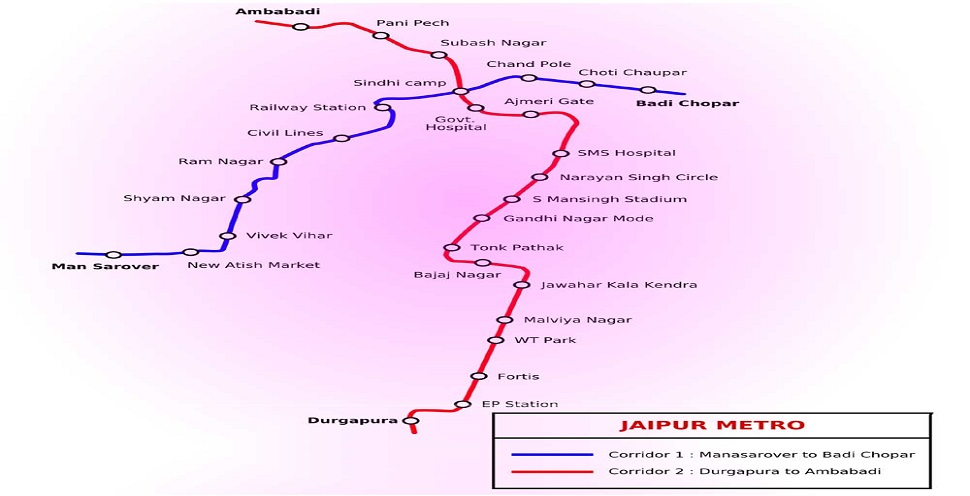 Ambabadi
Pani Pech
Subash Nagar
Chand Pole
Choti Chaupar
Sindhi camp
Badi Chopar
Railway Station
Ajmeri Gate
Govt.
Hospital
Civil Lines
SMS Hospital
Ram Nagar
Narayan Singh Circle
Shyam Nagar
S Mansingh Stadium
Gandhi Nagar Mode
Vivek Vihar
Tonk Pathak
Man Sarover
New Atish Market
Bajaj Nagar
Jawahar Kala Kendra
Malviya Nagar
WT Park
Fortis
EP Station
Durgapura
JAIPUR METRO
Corridor 1 : Manasarover to Badi Chopar
Corridor 2 : Durgapura to Ambabadi